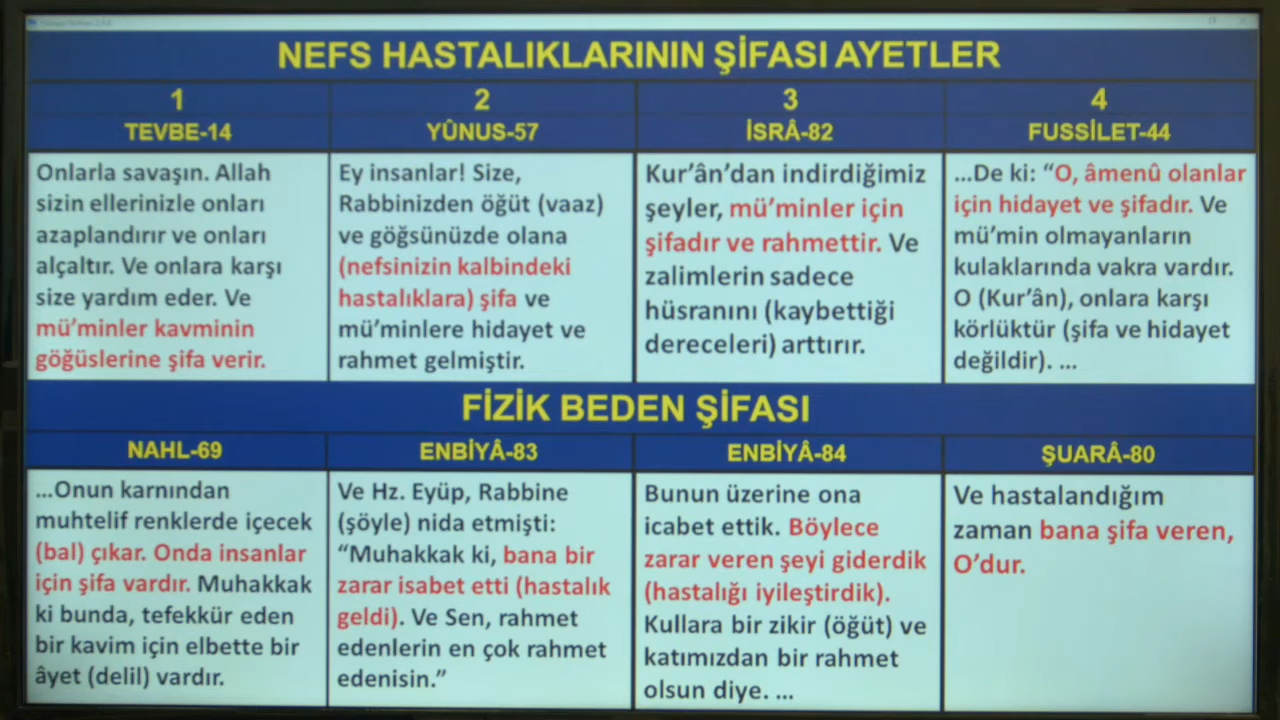 NEFS HASTALIKLARININ ŞİFASI AYETLER
1
TEVBE-14
Onlarla savaşın. Allah
sizin ellerinizle onları
azaplandırır ve onları
alçaltır. Ve onlara karşı
size yardım eder. Ve
mü’minler kavminin
göğüslerine şifa verir.
2
YÛNUS-57
Ey insanlar! Size,
Rabbinizden öğüt (vaaz)
ve göğsünüzde olana
(nefsinizin kalbindeki
hastalıklara) şifa ve
mü’minlere hidayet ve
rahmet gelmiştir.
3
İSRÂ-82
Kur’ân’dan indirdiğimiz
şeyler, mü’minler için
şifadır ve rahmettir. Ve
zalimlerin sadece
hüsranını (kaybettiği
dereceleri) arttırır.
4
FUSSİLET-44
...De ki: “O, âmenû olanlar
için hidayet ve şifadır. Ve
mü’min olmayanların
kulaklarında vakra vardır.
O (Kur’ân), onlara karşı
körlüktür (şifa ve hidayet
değildir). ...
FİZİK BEDEN ŞİFASI
NAHL-69
...Onun karnından
muhtelif renklerde içecek
(bal) çıkar. Onda insanlar
için şifa vardır. Muhakkak
ki bunda, tefekkür eden
bir kavim için elbette bir
âyet (delil) vardır.
ENBİYÂ-83
Ve Hz. Eyüp, Rabbine
(şöyle) nida etmişti:
“Muhakkak ki, bana bir
zarar isabet etti (hastalık
geldi). Ve Sen, rahmet
edenlerin en çok rahmet
edenisin.”
ENBİYÂ-84
Bunun üzerine ona
icabet ettik. Böylece
zarar veren şeyi giderdik
(hastalığı iyileştirdik).
Kullara bir zikir (öğüt) ve
katımızdan bir rahmet
olsun diye. ...
ŞUARÂ-80
Ve hastalandığım
zaman bana şifa veren,
O’dur.